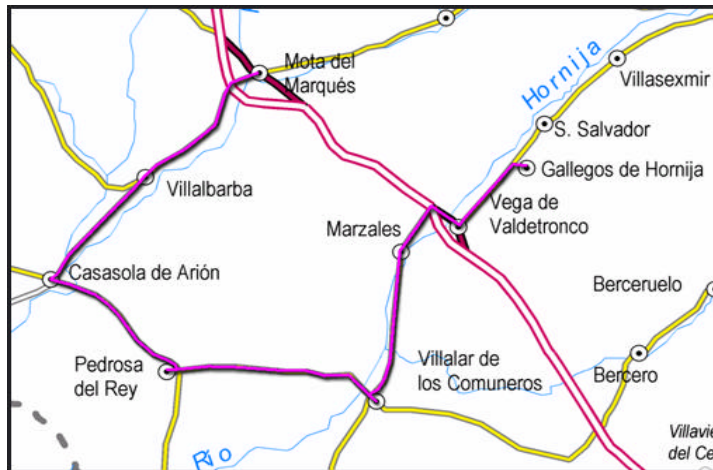 Mota del
Marqués
Hornija
Villasexmir
S. Salvador
Gallegos de Hornija
Villalbarba
Vega de
Valdetronco
Marzales
Casasola de Arión
Berceruelo
Pedrosa
del Rey
Villalar de
los Comuneros
Bercero
Río